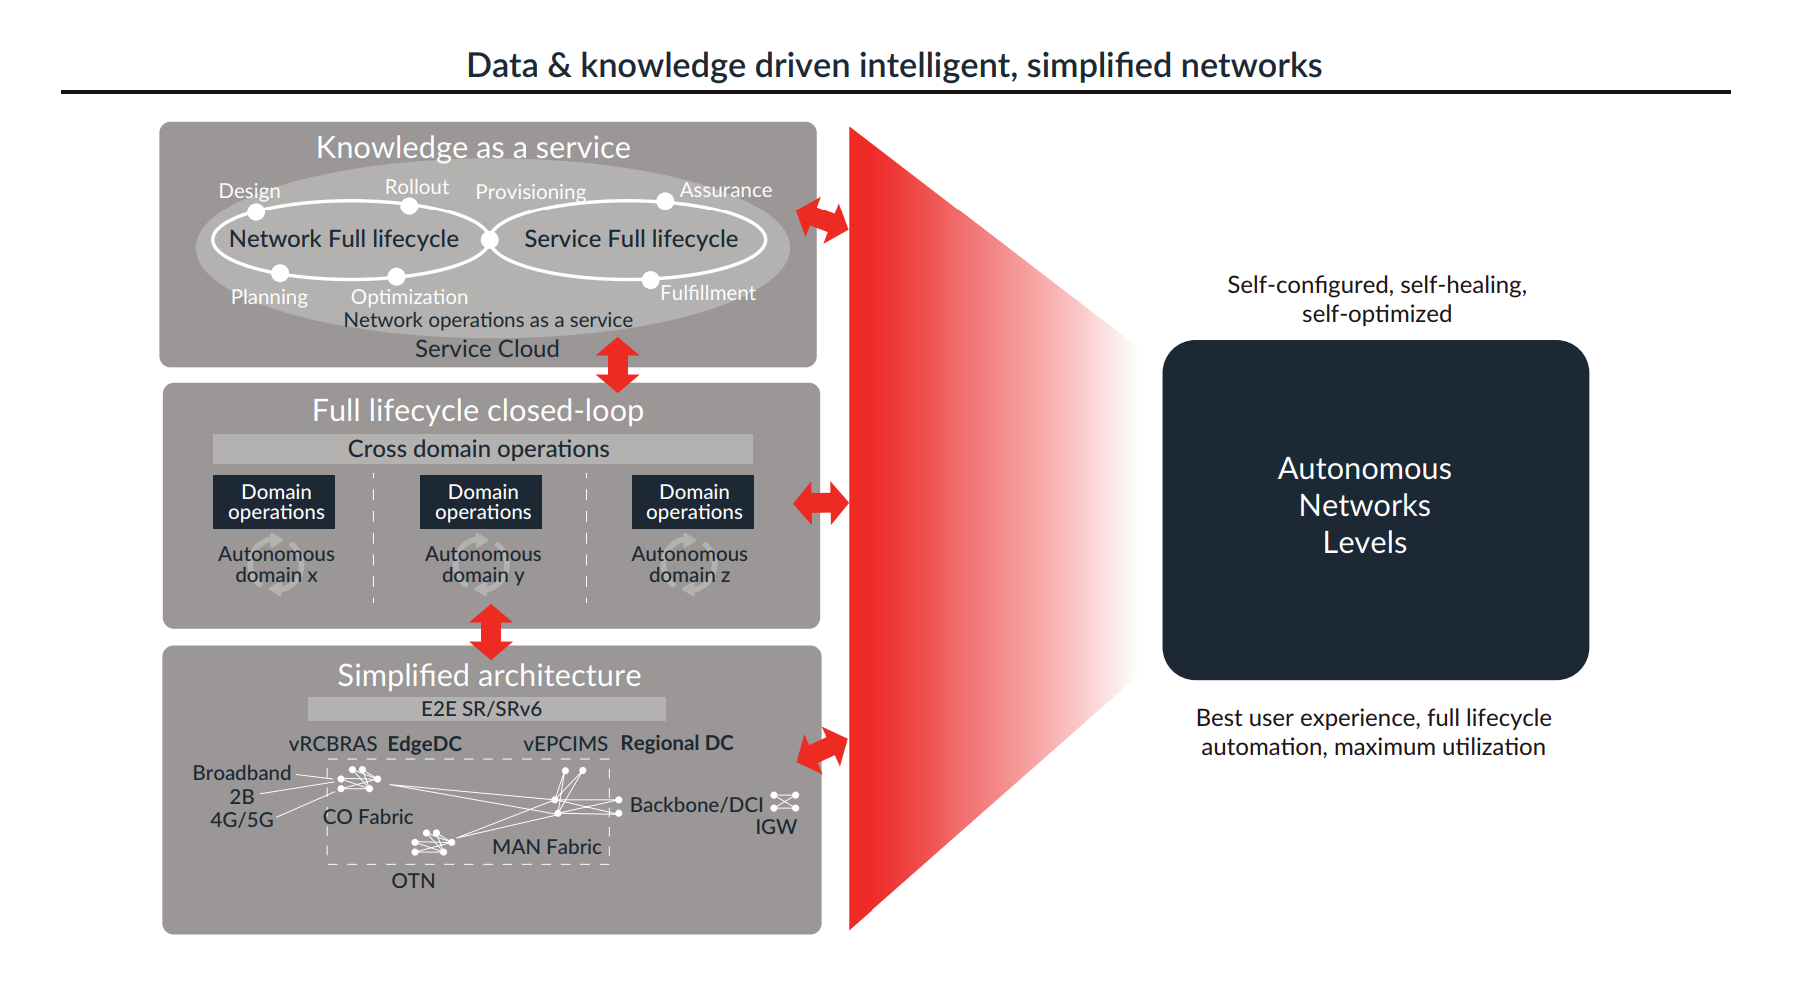 Data & knowledge driven intelligent, simplified networks
Knowledge as a service
Design
Rollout
Provisioning
Assurance
Network Full lifecycle
Service Full lifecycle
Planning
Optimization
Fulfillment
Network operations as a service
Service Cloud
Full lifecycle closed-loop
Cross domain operations
Domain
operations
Domain
operations
Domain
operations
Autonomous
domain x
Autonomous
domain y
Autonomous
domain z
Simplified architecture
E2E SR/SRv6
vRCBRAS EdgeDC
vEPCIMS Regional DC
Broadband
2B
4G/5G
CO Fabric
MAN Fabric
OTN
Backbone/DCI
IGW
Self-configured, self-healing,
self-optimized
Autonomous
Networks
Levels
Best user experience, full lifecycle
automation, maximum utilization